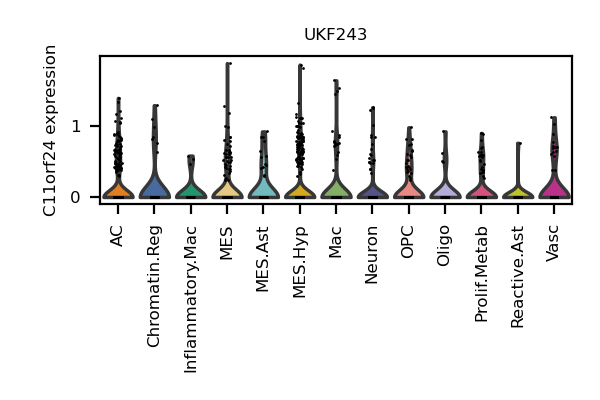 UKF243
C11orf24 expression
1
0
AC
Chromatin.Reg
Inflammatory.Mac
MES
MES.Ast
MES.Hyp
Mac
Neuron
OPC
Oligo
Prolif.Metab
Reactive.Ast
Vasc